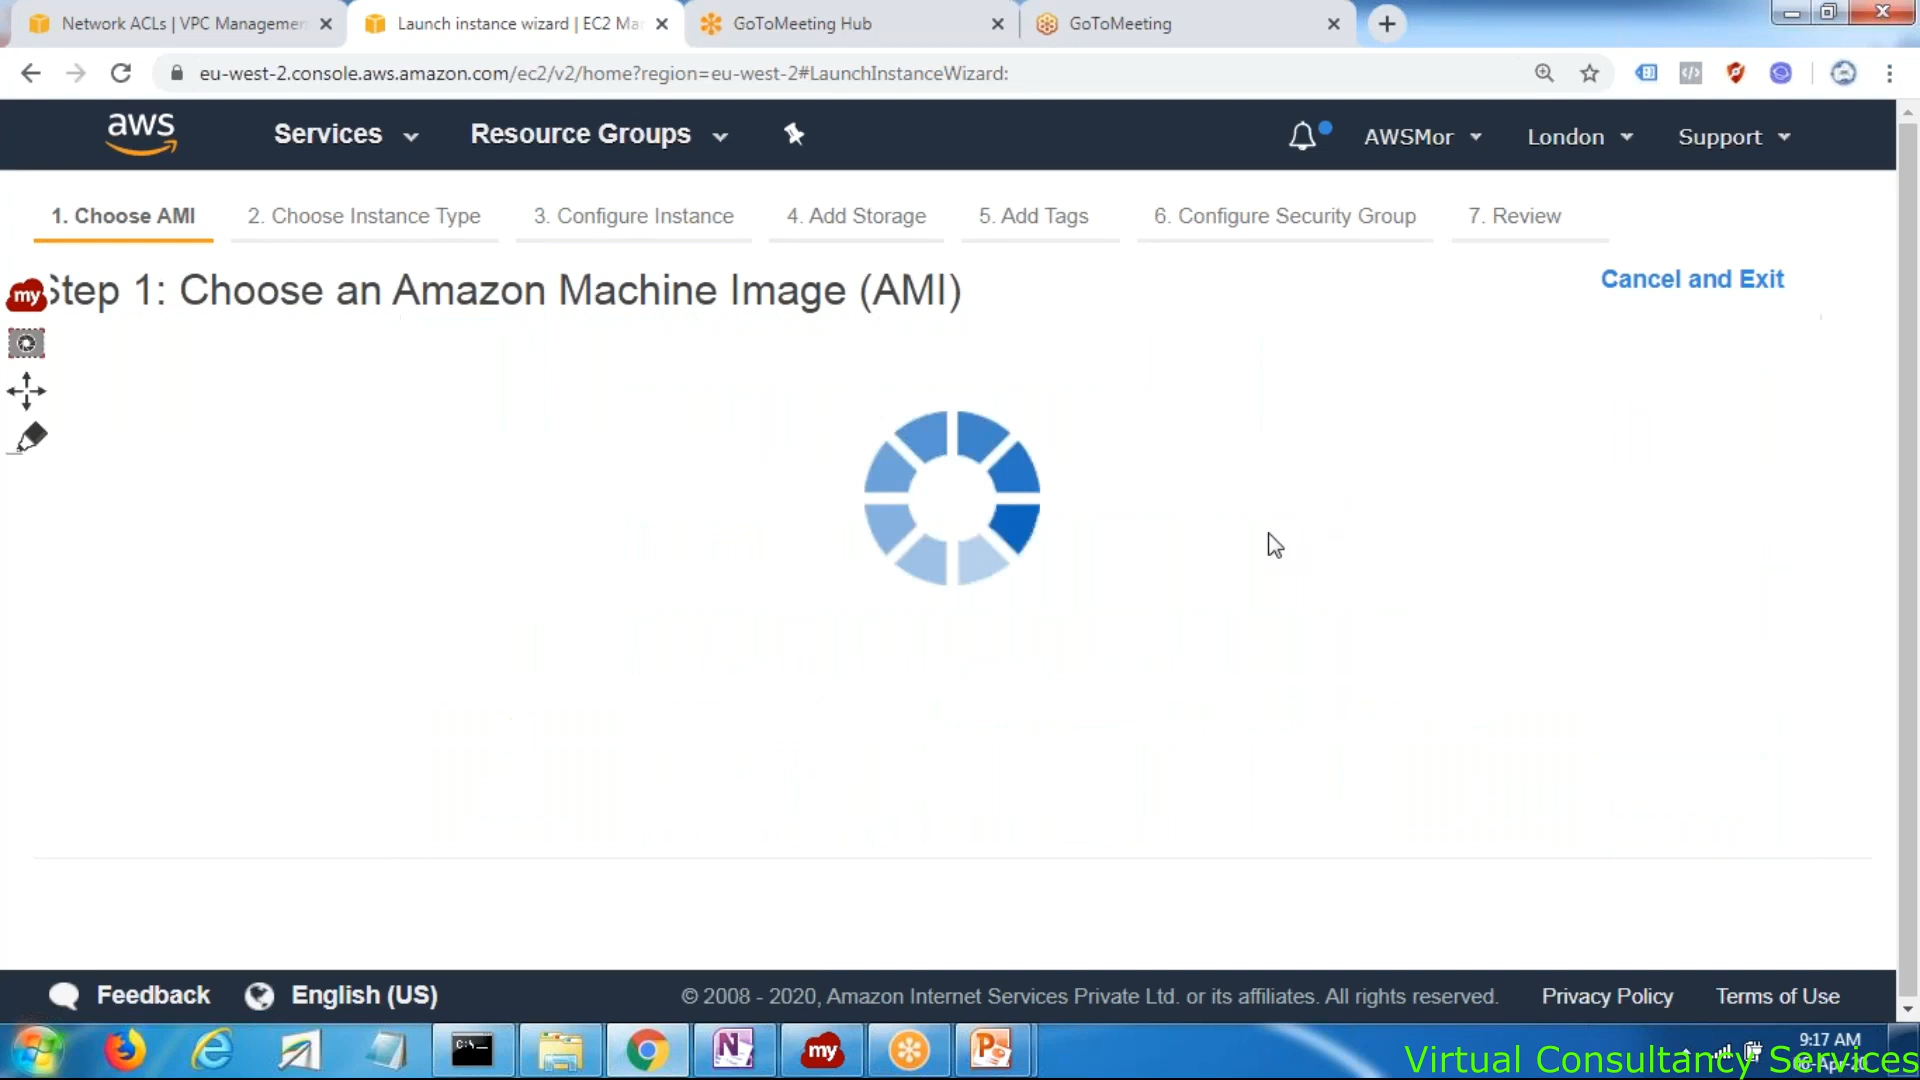 Network ACLs | VPC Managemen
Launch instance wizard | EC2 Mar
GoToMeeting Hub
GoToMeeting
eu-west-2.console.aws.amazon.com/ec2/v2/home?region=eu-west-2#LaunchInstanceWizard:
aws
Services
Resource Groups
AWSMor
London
Support
1. Choose AMI
2. Choose Instance Type
3. Configure Instance
4. Add Storage
5. Add Tags
6. Configure Security Group
7. Review
Step 1: Choose an Amazon Machine Image (AMI)
Cancel and Exit
my
Feedback
English (US)
© 2008 - 2020, Amazon Internet Services Private Ltd. or its affiliates. All rights reserved.
Privacy Policy
Terms of Use
C:\
N
my
P
9:17 AM
06-Apr-20
Virtual Consultancy Services